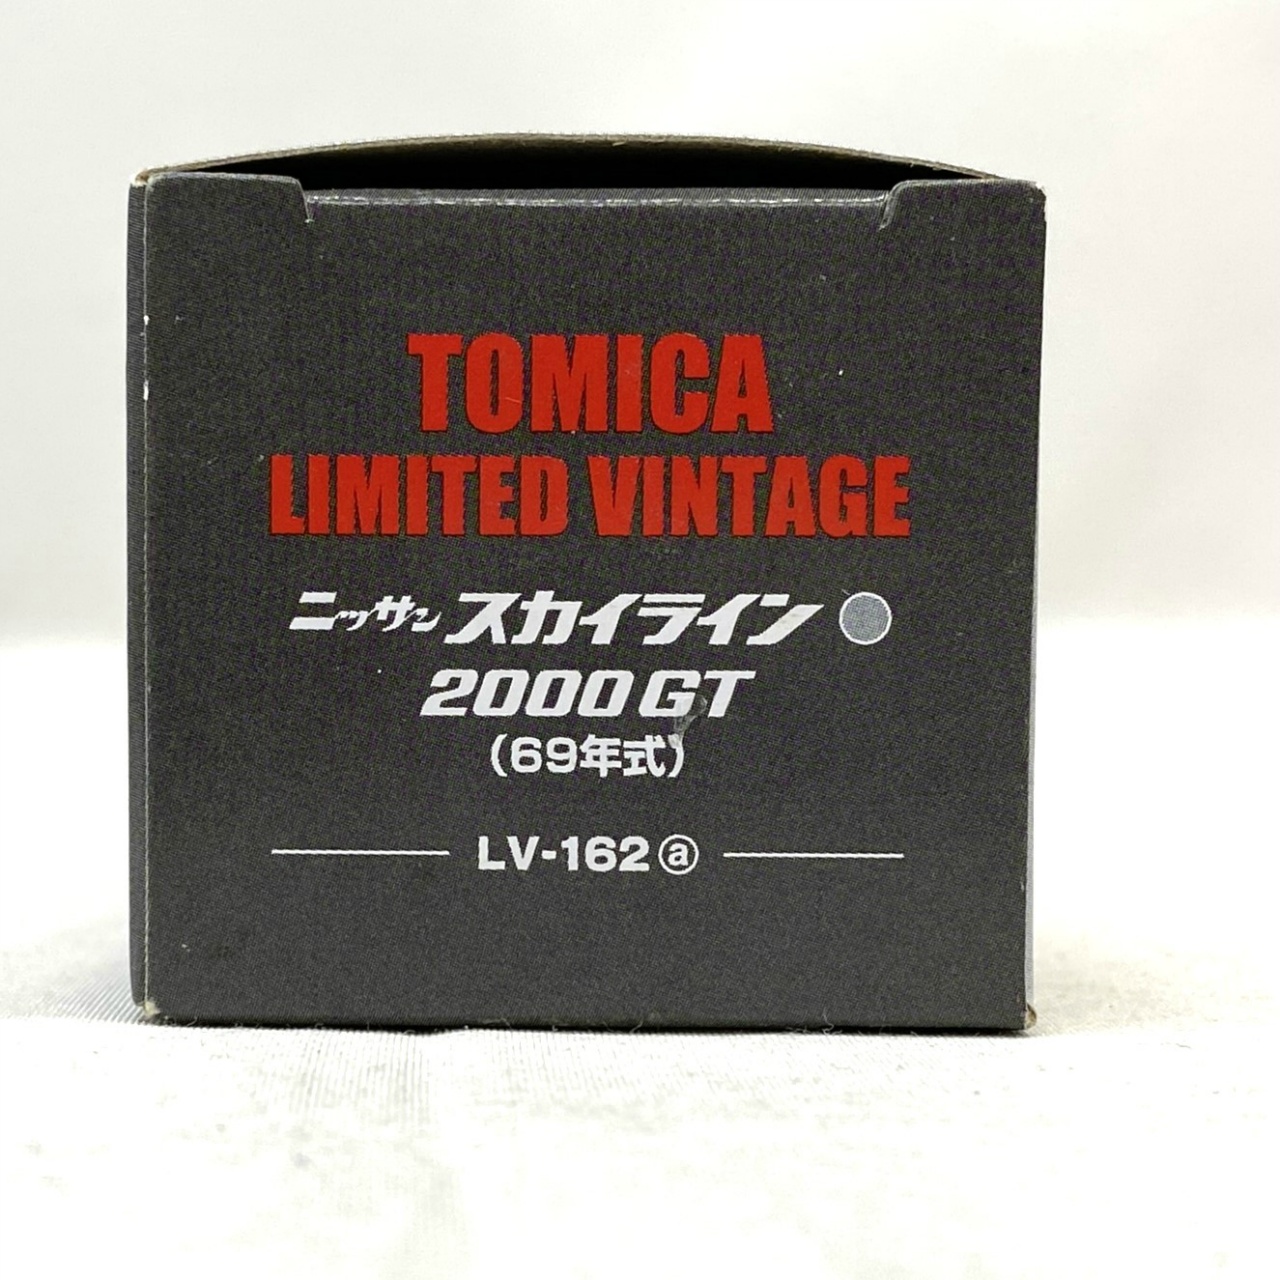 TOMICA
LIMITED VINTAGE
ニッサン スカイライン
2000GT
(69年式)
LV-162ⓐ